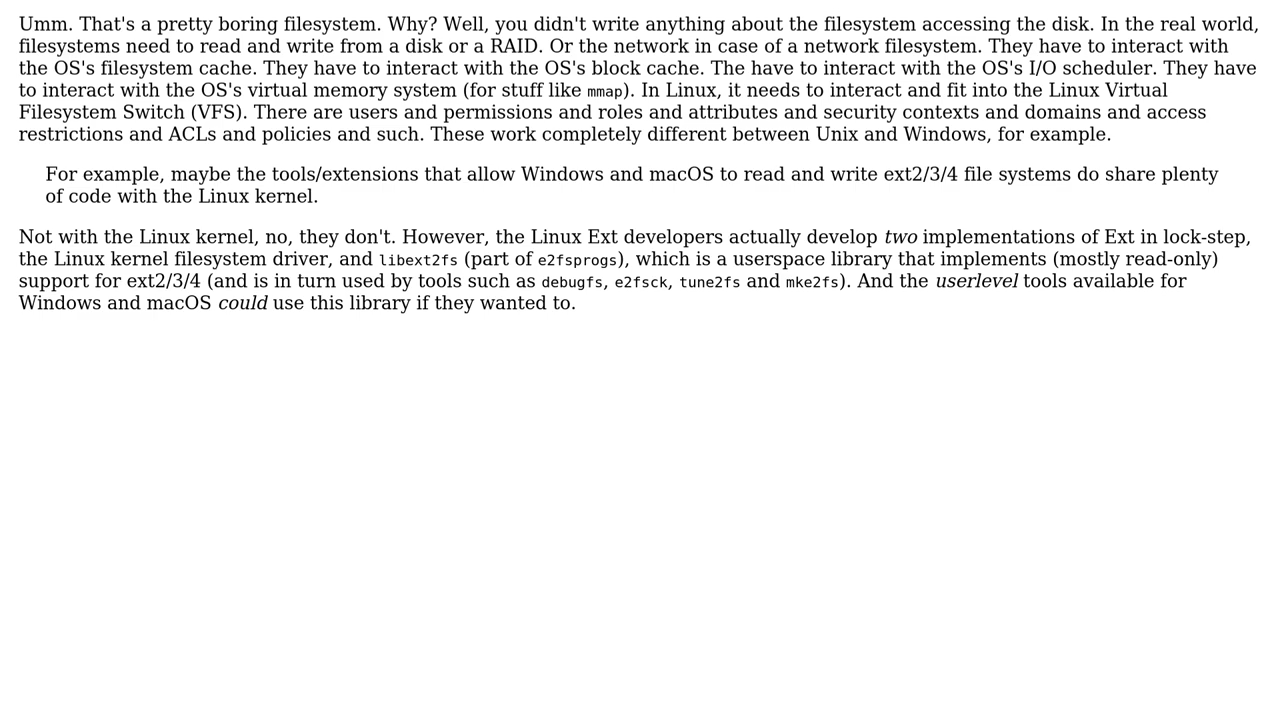 Umm. That's a pretty boring filesystem. Why? Well, you didn't write anything about the filesystem accessing the disk. In the real world,
filesystems need to read and write from a disk or a RAID. Or the network in case of a network filesystem. They have to interact with
the OS's filesystem cache. They have to interact with the OS's block cache. The have to interact with the OS's I/O scheduler. They have
to interact with the OS's virtual memory system (for stuff like mmap). In Linux, it needs to interact and fit into the Linux Virtual
Filesystem Switch (VFS). There are users and permissions and roles and attributes and security contexts and domains and access
restrictions and ACLs and policies and such. These work completely different between Unix and Windows, for example.
For example, maybe the tools/extensions that allow Windows and macOS to read and write ext2/3/4 file systems do share plenty
of code with the Linux kernel.
Not with the Linux kernel, no, they don't. However, the Linux Ext developers actually develop two implementations of Ext in lock-step,
the Linux kernel filesystem driver, and libext2fs (part of e2fsprogs), which is a userspace library that implements (mostly read-only)
support for ext2/3/4 (and is in turn used by tools such as debugfs, e2fsck, tune2fs and mke2fs). And the userlevel tools available for
Windows and macOS could use this library if they wanted to.